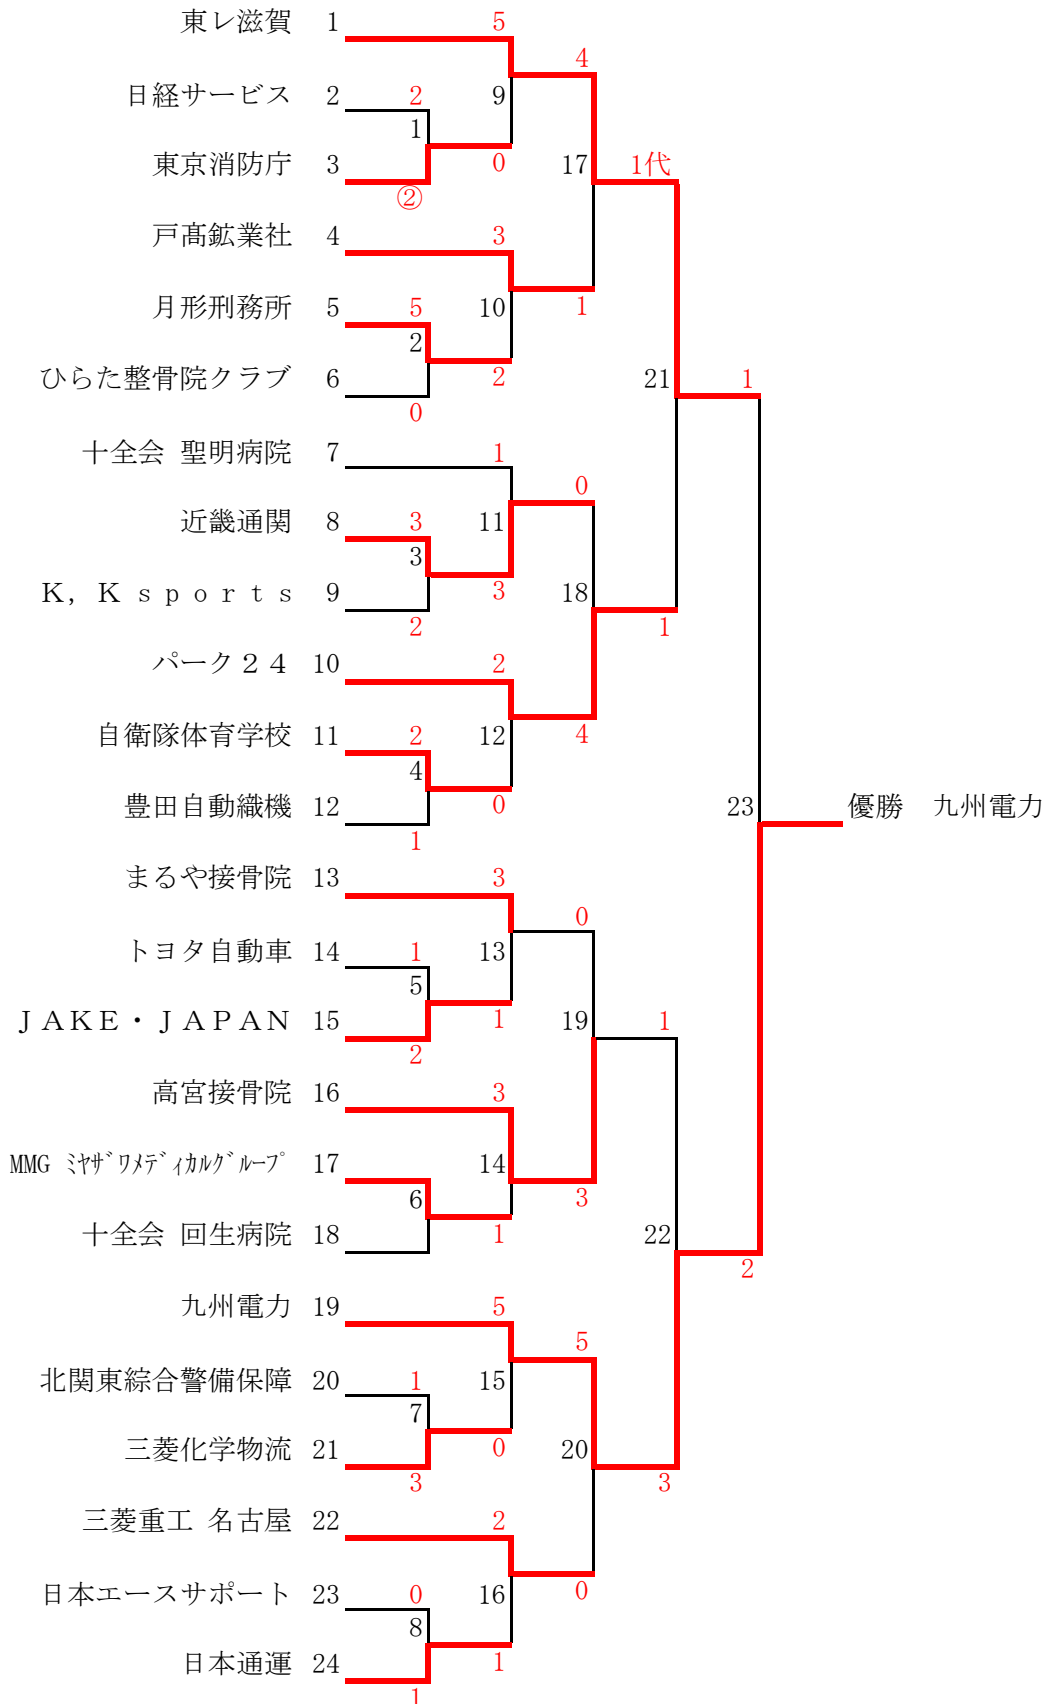 東レ滋賀 1 5
4
日経サービス 2 2 9
1
東京消防庁 3 0 17 1代
②
戸髙鉱業社 4 3
月形刑務所 5 5 10 1
2
ひらた整骨院クラブ 6 2 21 1
0
十全会 聖明病院 7 1
0
近畿通関 8 3 11
3
K,K sports 9 3 18
2 1
パーク24 10 2
自衛隊体育学校 11 2 12 4
4
豊田自動織機 12 0 23 優勝 九州電力
1
まるや接骨院 13 3
0
トヨタ自動車 14 1 13
5
JAKE・JAPAN 15 1 19 1
2
高宮接骨院 16 3
MMG ミヤザワメディカルグループ 17 14
6 3
十全会 回生病院 18 1 22
2
九州電力 19 5
5
北関東綜合警備保障 20 1 15
7
三菱化学物流 21 0 20
3 3
三菱重工 名古屋 22 2
日本エースサポート 23 0 16 0
8
日本通運 24 1
1